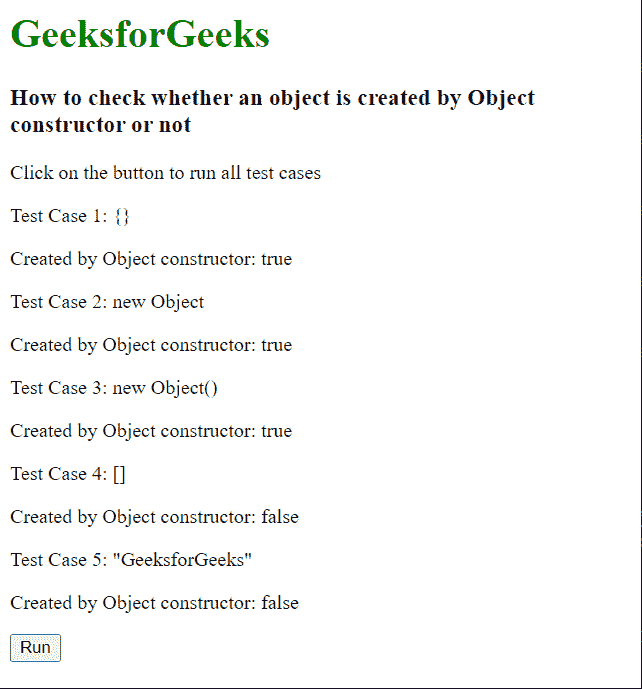 GeeksforGeeks
How to check whether an object is created by Object
constructor or not
Click on the button to run all test cases
Test Case 1: {}
Created by Object constructor: true
Test Case 2: new Object
Created by Object constructor: true
Test Case 3: new Object()
Created by Object constructor: true
Test Case 4: []
Created by Object constructor: false
Test Case 5: "GeeksforGeeks"
Created by Object constructor: false
Run